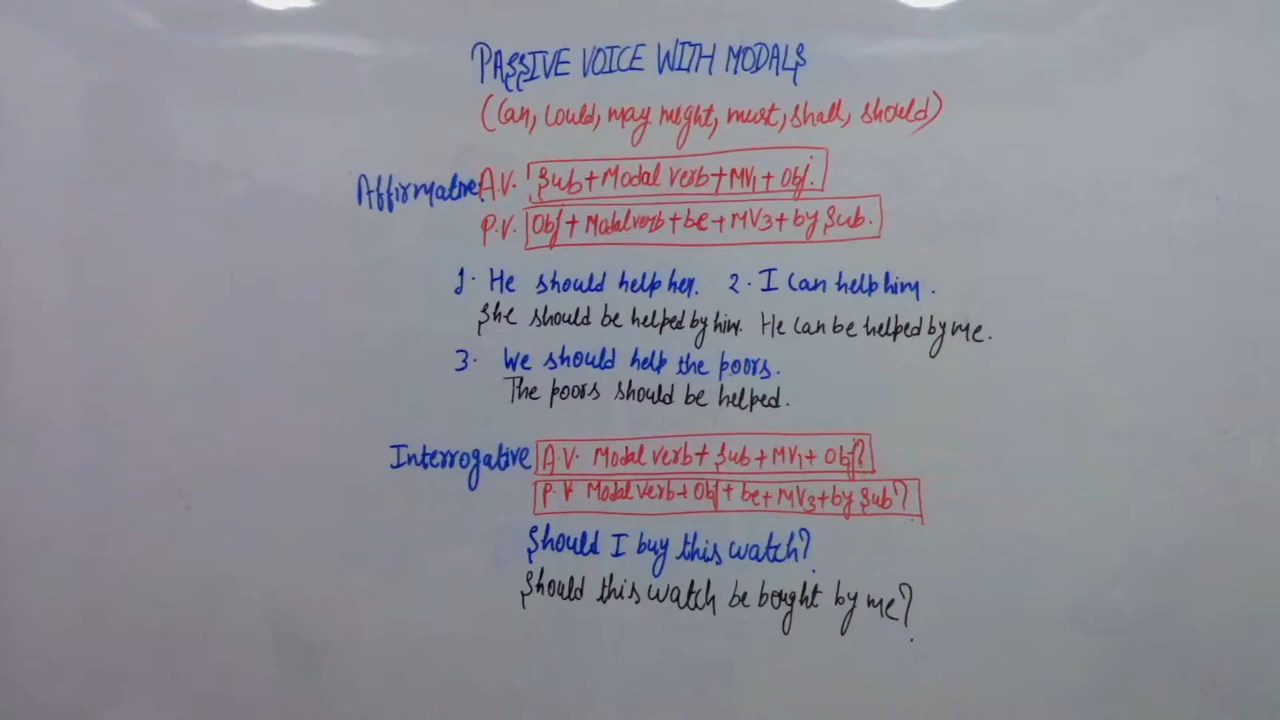 PASSIVE VOICE WITH MODALS
(Can, Could, may might, must, shall, should)
Affirmative A.V. Sub+Modal verb+MV1+Obj.
P.V. Obj+Modal verb+be+MV3+by Sub.
1. He should help her. 2. I can help him.
She should be helped by him. He can be helped by me.
3. We should help the poors.
The poors should be helped.
Interrogative A.V. Modal verb+Sub+MV1+Obj?
P.V Modal verb+Obj+be+MV3+by Sub?
Should I buy this watch?
Should this watch be bought by me?